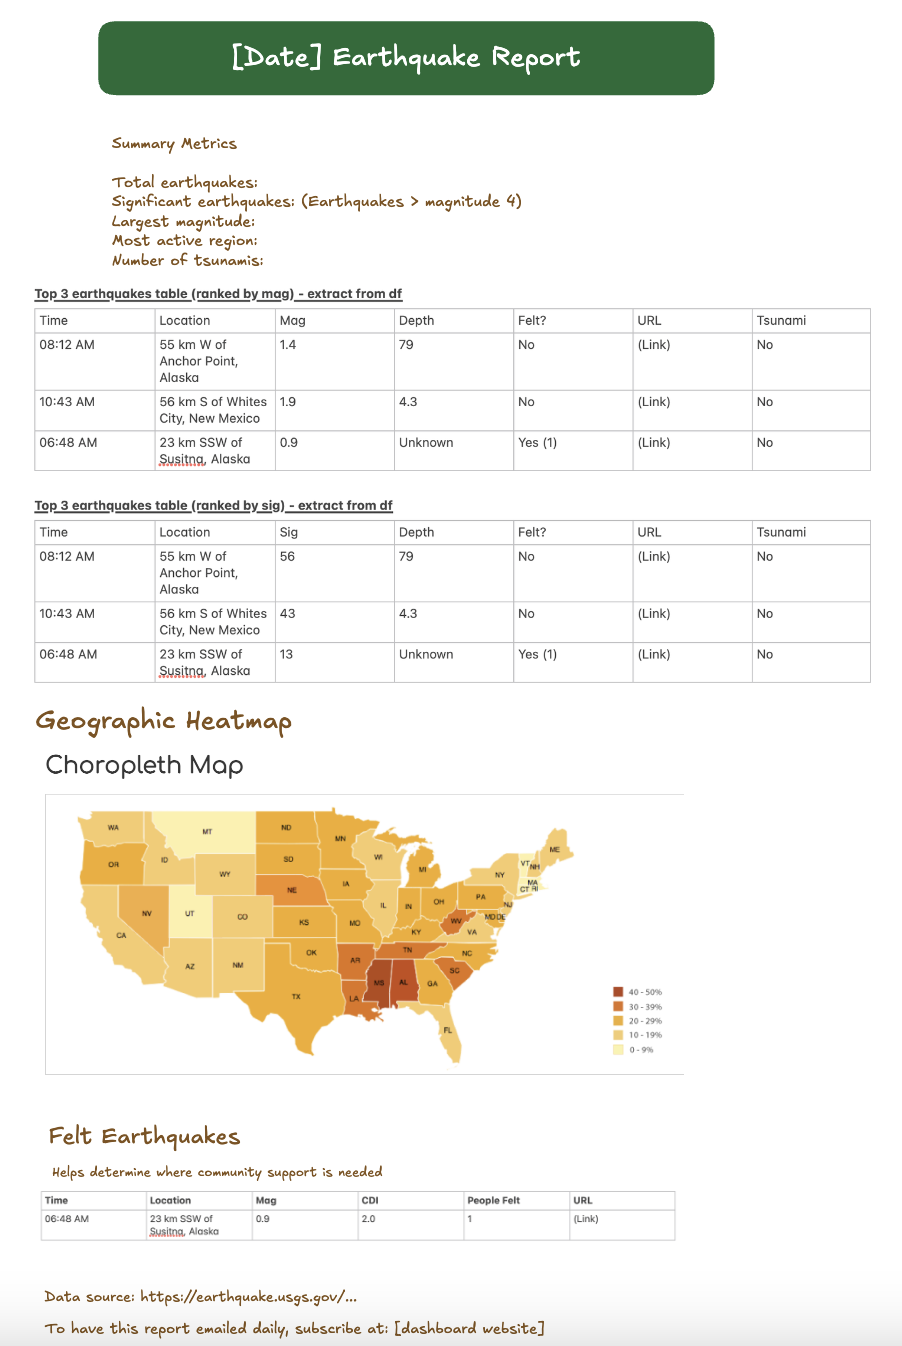 [Date] Earthquake Report
Summary Metrics
Total earthquakes:
Significant earthquakes: (Earthquakes > magnitude 4)
Largest magnitude:
Most active region:
Number of tsunamis:
Top 3 earthquakes table (ranked by mag) - extract from df
Time Location Mag Depth Felt? URL Tsunami
08:12 AM 55 km W of 1.4 79 No (Link) No
Anchor Point,
Alaska
10:43 AM 56 km S of Whites 1.9 4.3 No (Link) No
City, New Mexico
06:48 AM 23 km SSW of 0.9 Unknown Yes (1) (Link) No
Susitna, Alaska
Top 3 earthquakes table (ranked by sig) - extract from df
Time Location Sig Depth Felt? URL Tsunami
08:12 AM 55 km W of 56 79 No (Link) No
Anchor Point,
Alaska
10:43 AM 56 km S of Whites 43 4.3 No (Link) No
City, New Mexico
06:48 AM 23 km SSW of 13 Unknown Yes (1) (Link) No
Susitna, Alaska
Geographic Heatmap
Choropleth Map
WA MT ND MN
OR ID WY SD WI MI NY VT NH ME
MA
CT RI
NV UT CO NE IA IL IN OH PA NJ
CA KS MO KY WV MD DE
VA
AZ NM OK AR TN NC
SC
TX LA MS AL GA
FL
40 - 50%
30 - 39%
20 - 29%
10 - 19%
0 - 9%
Felt Earthquakes
Helps determine where community support is needed
Time Location Mag CDI People Felt URL
06:48 AM 23 km SSW of 0.9 2.0 1 (Link)
Susitna, Alaska
Data source: https://earthquake.usgs.gov/...
To have this report emailed daily, subscribe at: [dashboard website]